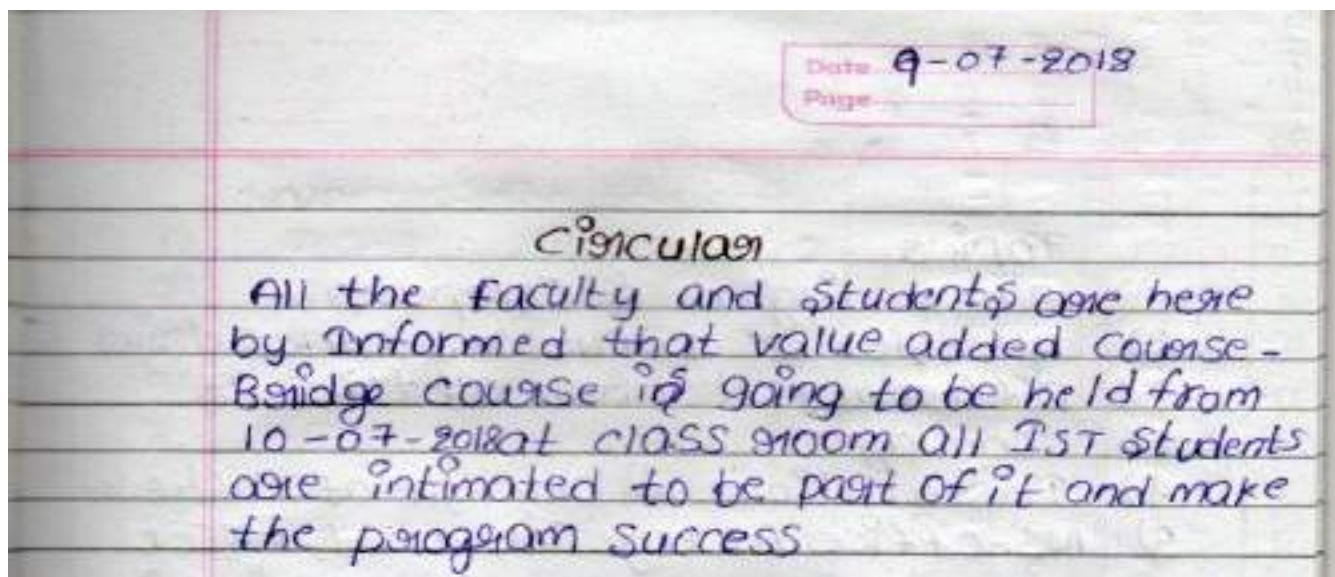 Date 9-07-2018
Page
Circular
All the Faculty and Students are here
by Informed that value added course-
Bridge course is going to be held from
10-07-2018 at class room all IST Students
are intimated to be part of it and make
the program success